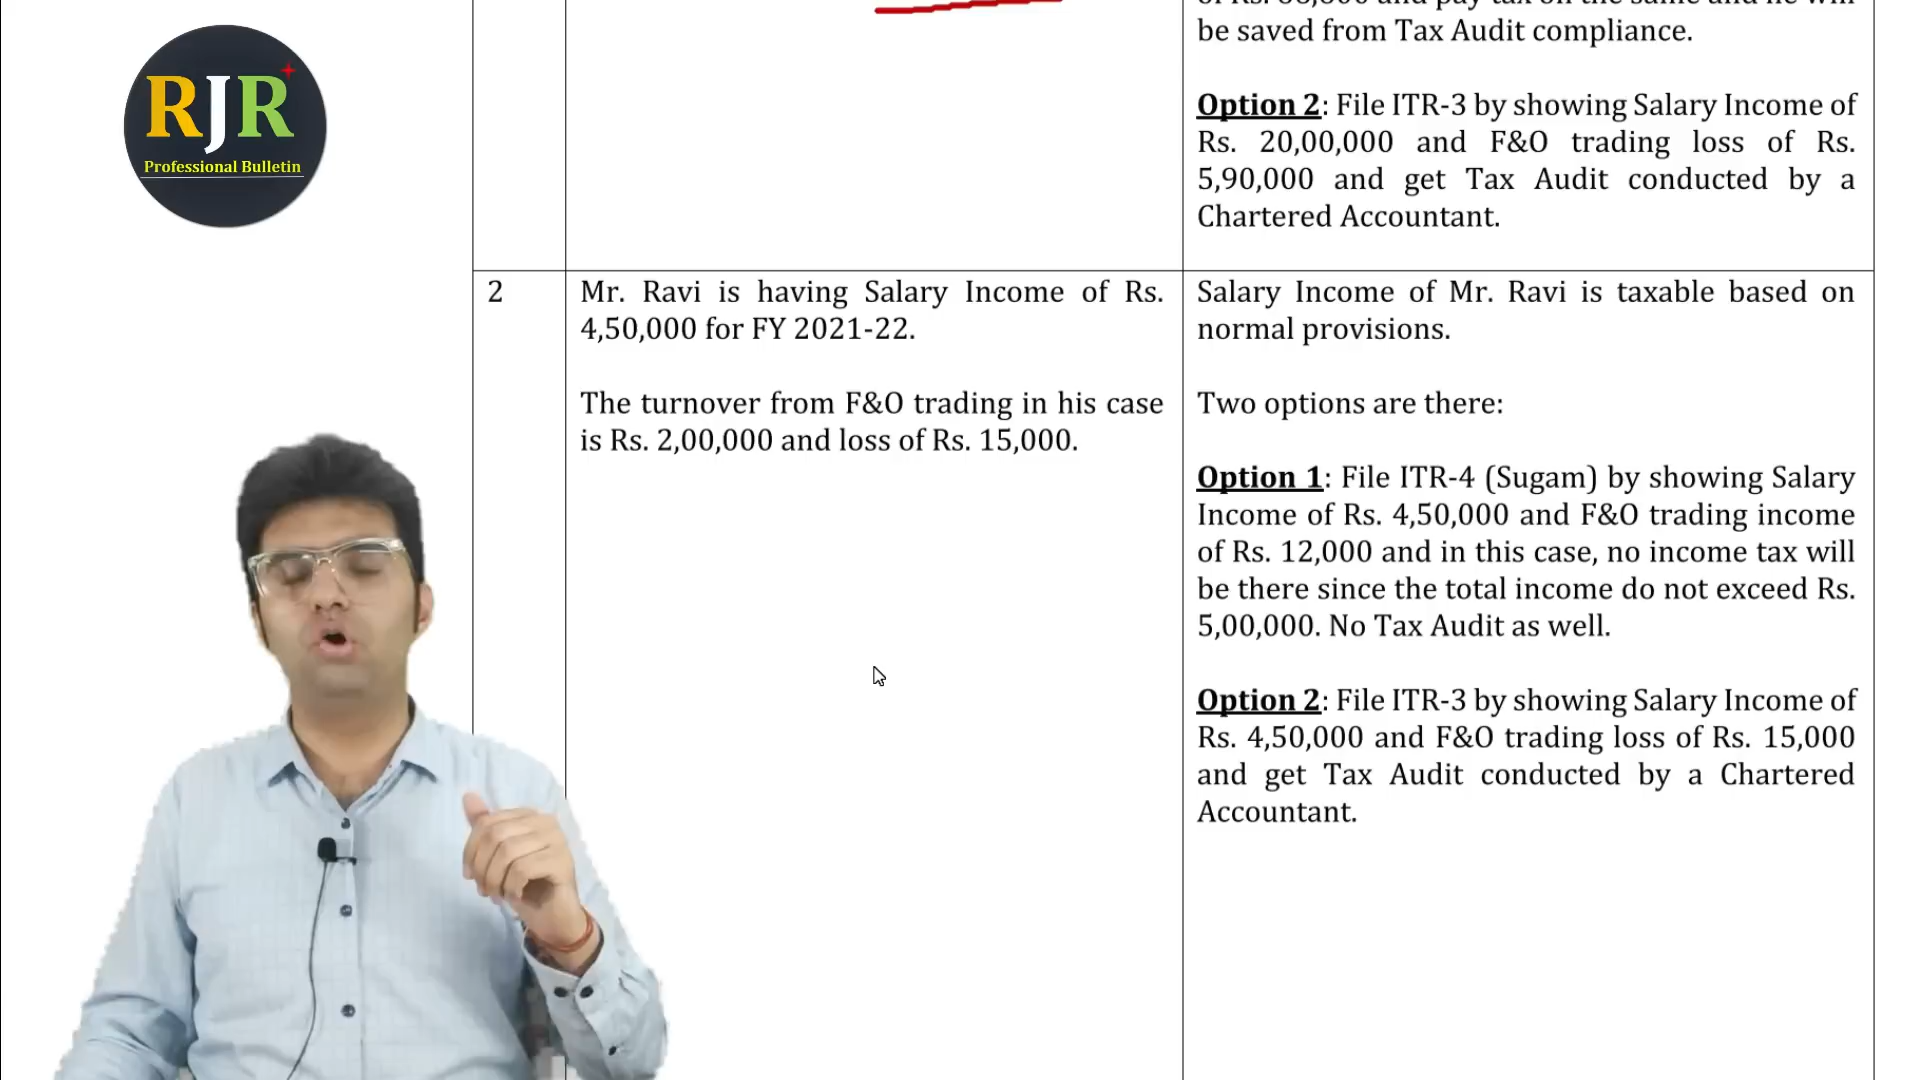 RJR
Professional Bulletin
be saved from Tax Audit compliance.
Option 2: File ITR-3 by showing Salary Income of
Rs. 20,00,000 and F&O trading loss of Rs.
5,90,000 and get Tax Audit conducted by a
Chartered Accountant.
2
Mr. Ravi is having Salary Income of Rs.
4,50,000 for FY 2021-22.
The turnover from F&O trading in his case
is Rs. 2,00,000 and loss of Rs. 15,000.
Salary Income of Mr. Ravi is taxable based on
normal provisions.
Two options are there:
Option 1: File ITR-4 (Sugam) by showing Salary
Income of Rs. 4,50,000 and F&O trading income
of Rs. 12,000 and in this case, no income tax will
be there since the total income do not exceed Rs.
5,00,000. No Tax Audit as well.
Option 2: File ITR-3 by showing Salary Income of
Rs. 4,50,000 and F&O trading loss of Rs. 15,000
and get Tax Audit conducted by a Chartered
Accountant.